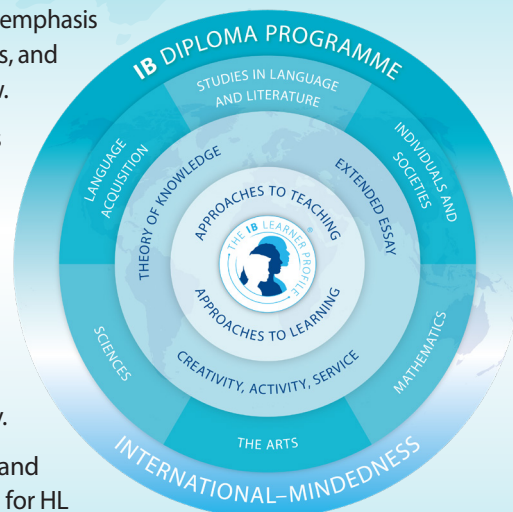 emphasis
s, and
y.
s
y.
and
for HL
IB DIPLOMA PROGRAMME
STUDIES IN LANGUAGE
AND LITERATURE
LANGUAGE
ACQUISITION
INDIVIDUALS AND
SOCIETIES
THEORY OF KNOWLEDGE
EXTENDED ESSAY
APPROACHES TO TEACHING
THE IB LEARNER PROFILE
®
APPROACHES TO LEARNING
CREATIVITY, ACTIVITY, SERVICE
SCIENCES
MATHEMATICS
THE ARTS
INTERNATIONAL–MINDEDNESS